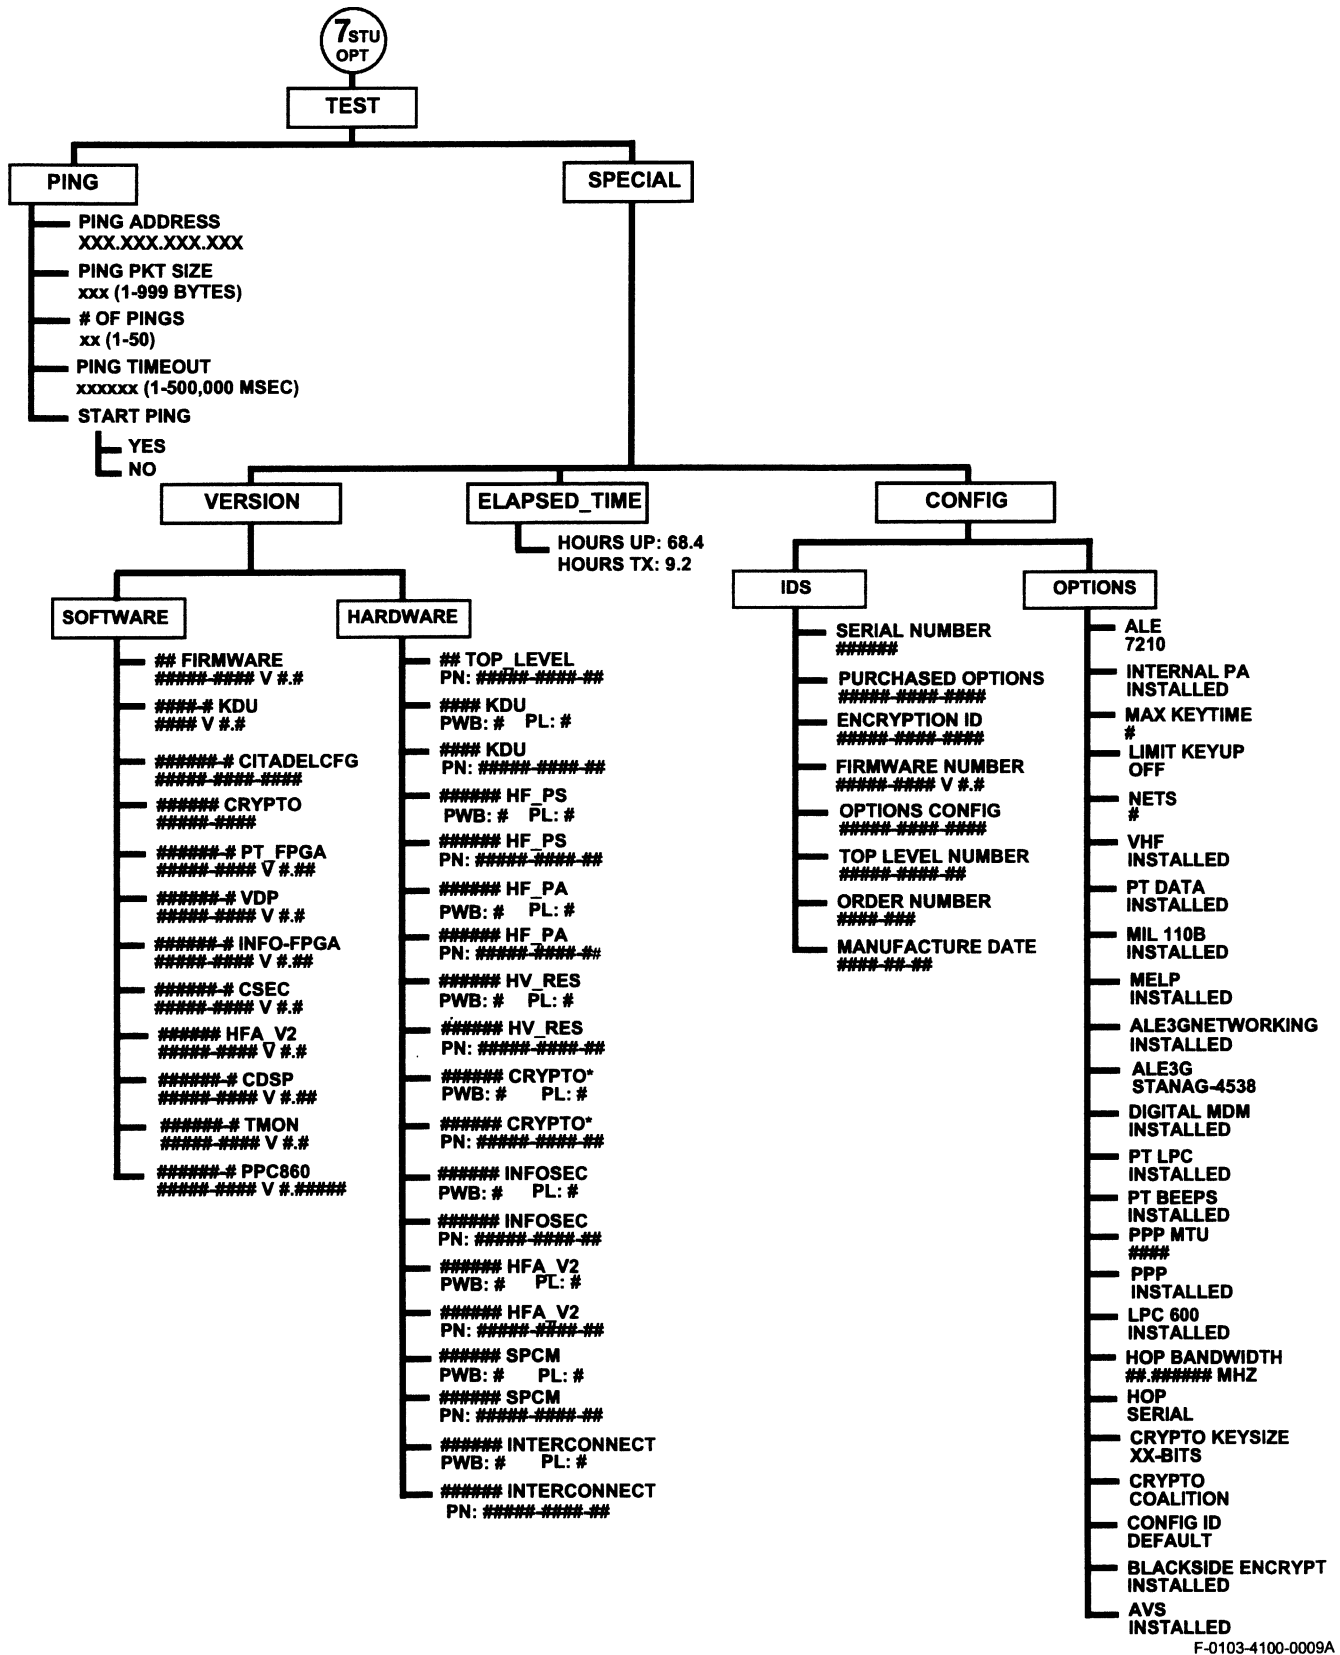 7STU
OPT
TEST
PING
SPECIAL
PING ADDRESS
XXX.XXX.XXX.XXX
PING PKT SIZE
xxx (1-999 BYTES)
# OF PINGS
xx (1-50)
PING TIMEOUT
xxxxxx (1-500,000 MSEC)
START PING
YES
NO
VERSION
ELAPSED_TIME
CONFIG
HOURS UP: 68.4
HOURS TX: 9.2
SOFTWARE
HARDWARE
IDS
OPTIONS
## FIRMWARE
#####-#### V #.#
####-# KDU
#### V #.#
######-# CITADELCFG
#####-####-####
###### CRYPTO
#####-####
######-# PT_FPGA
#####-#### V #.##
######-# VDP
#####-#### V #.#
######-# INFO-FPGA
#####-#### V #.##
######-# CSEC
#####-#### V #.#
###### HFA_V2
#####-#### V #.#
######-# CDSP
#####-#### V #.##
######-# TMON
#####-#### V #.#
######-# PPC860
#####-#### V #.#####
## TOP_LEVEL
PN: #####-####-##
#### KDU
PWB: # PL: #
#### KDU
PN: #####-####-##
###### HF_PS
PWB: # PL: #
###### HF_PS
PN: #####-####-##
###### HF_PA
PWB: # PL: #
###### HF_PA
PN: #####-####-##
###### HV_RES
PWB: # PL: #
###### HV_RES
PN: #####-####-##
###### CRYPTO*
PWB: # PL: #
###### CRYPTO*
PN: #####-####-##
###### INFOSEC
PWB: # PL: #
###### INFOSEC
PN: #####-####-##
###### HFA_V2
PWB: # PL: #
###### HFA_V2
PN: #####-####-##
###### SPCM
PWB: # PL: #
###### SPCM
PN: #####-####-##
###### INTERCONNECT
PWB: # PL: #
###### INTERCONNECT
PN: #####-####-##
SERIAL NUMBER
######
PURCHASED OPTIONS
#####-####-####
ENCRYPTION ID
#####-####-####
FIRMWARE NUMBER
#####-#### V #.#
OPTIONS CONFIG
#####-####-####
TOP LEVEL NUMBER
#####-####-##
ORDER NUMBER
####-###
MANUFACTURE DATE
####-##-##
ALE
7210
INTERNAL PA
INSTALLED
MAX KEYTIME
#
LIMIT KEYUP
OFF
NETS
#
VHF
INSTALLED
PT DATA
INSTALLED
MIL 110B
INSTALLED
MELP
INSTALLED
ALE3GNETWORKING
INSTALLED
ALE3G
STANAG-4538
DIGITAL MDM
INSTALLED
PT LPC
INSTALLED
PT BEEPS
INSTALLED
PPP MTU
####
PPP
INSTALLED
LPC 600
INSTALLED
HOP BANDWIDTH
##.###### MHZ
HOP
SERIAL
CRYPTO KEYSIZE
XX-BITS
CRYPTO
COALITION
CONFIG ID
DEFAULT
BLACKSIDE ENCRYPT
INSTALLED
AVS
INSTALLED
F-0103-4100-0009A